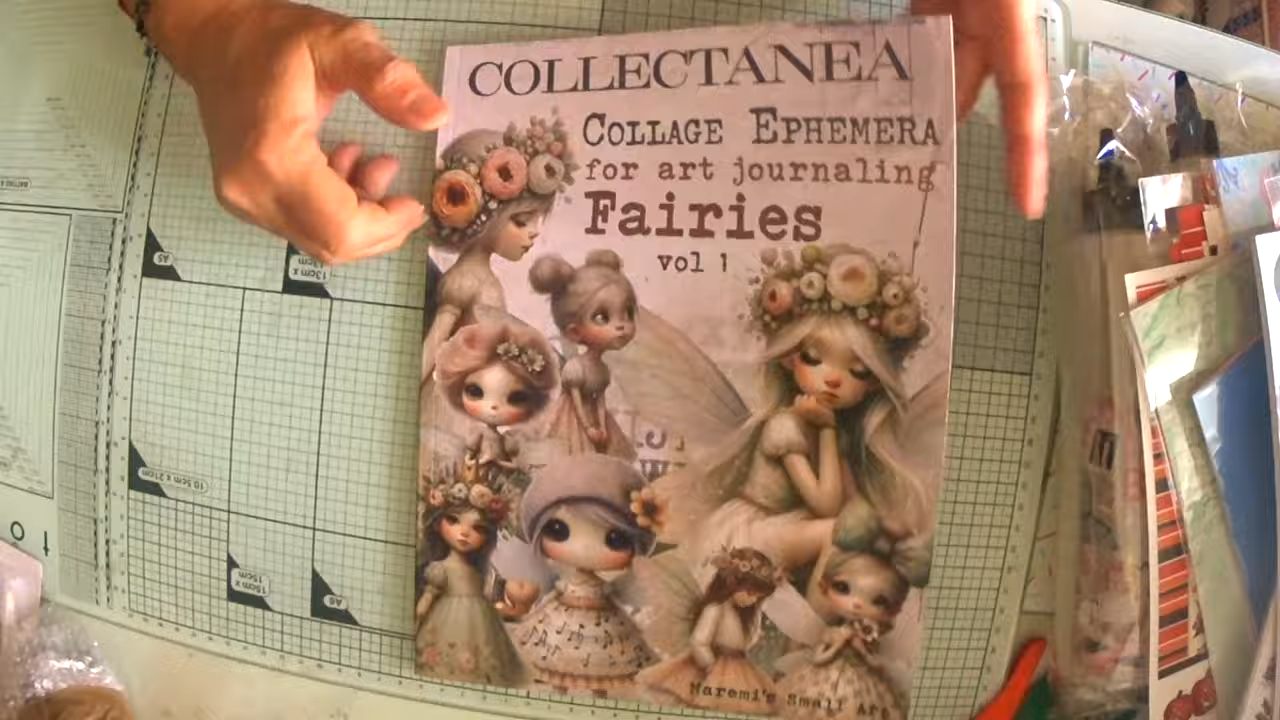 COLLECTANEA
COLLAGE EPHEMERA
for art journaling
Fairies
vol 1
Maremi's Small Art
A5
13cm x
10.5cm x 21cm
15cm x
15cm
A6